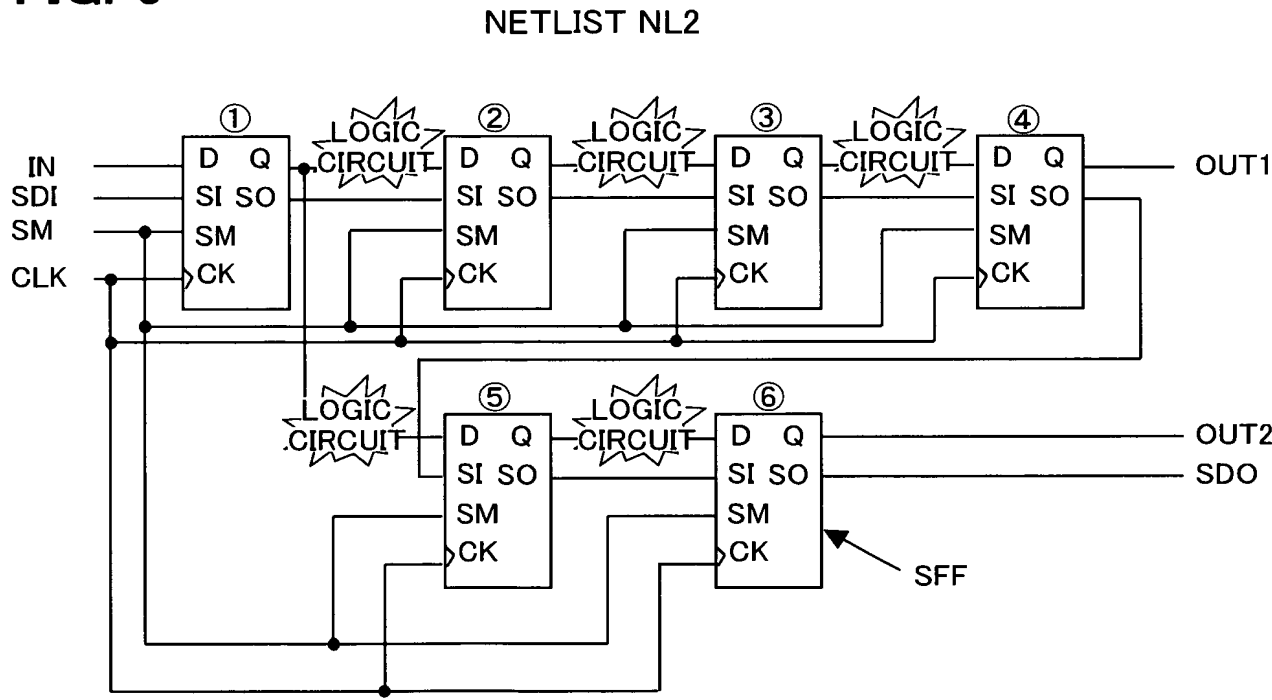 NETLIST NL2
① ② ③ ④
LOGIC CIRCUIT
LOGIC CIRCUIT
LOGIC CIRCUIT
IN
SDI
SM
CLK
D Q
SI SO
SM
CK
D Q
SI SO
SM
CK
D Q
SI SO
SM
CK
D Q
SI SO
SM
CK
OUT1
⑤ ⑥
LOGIC CIRCUIT
LOGIC CIRCUIT
D Q
SI SO
SM
CK
D Q
SI SO
SM
CK
OUT2
SDO
SFF